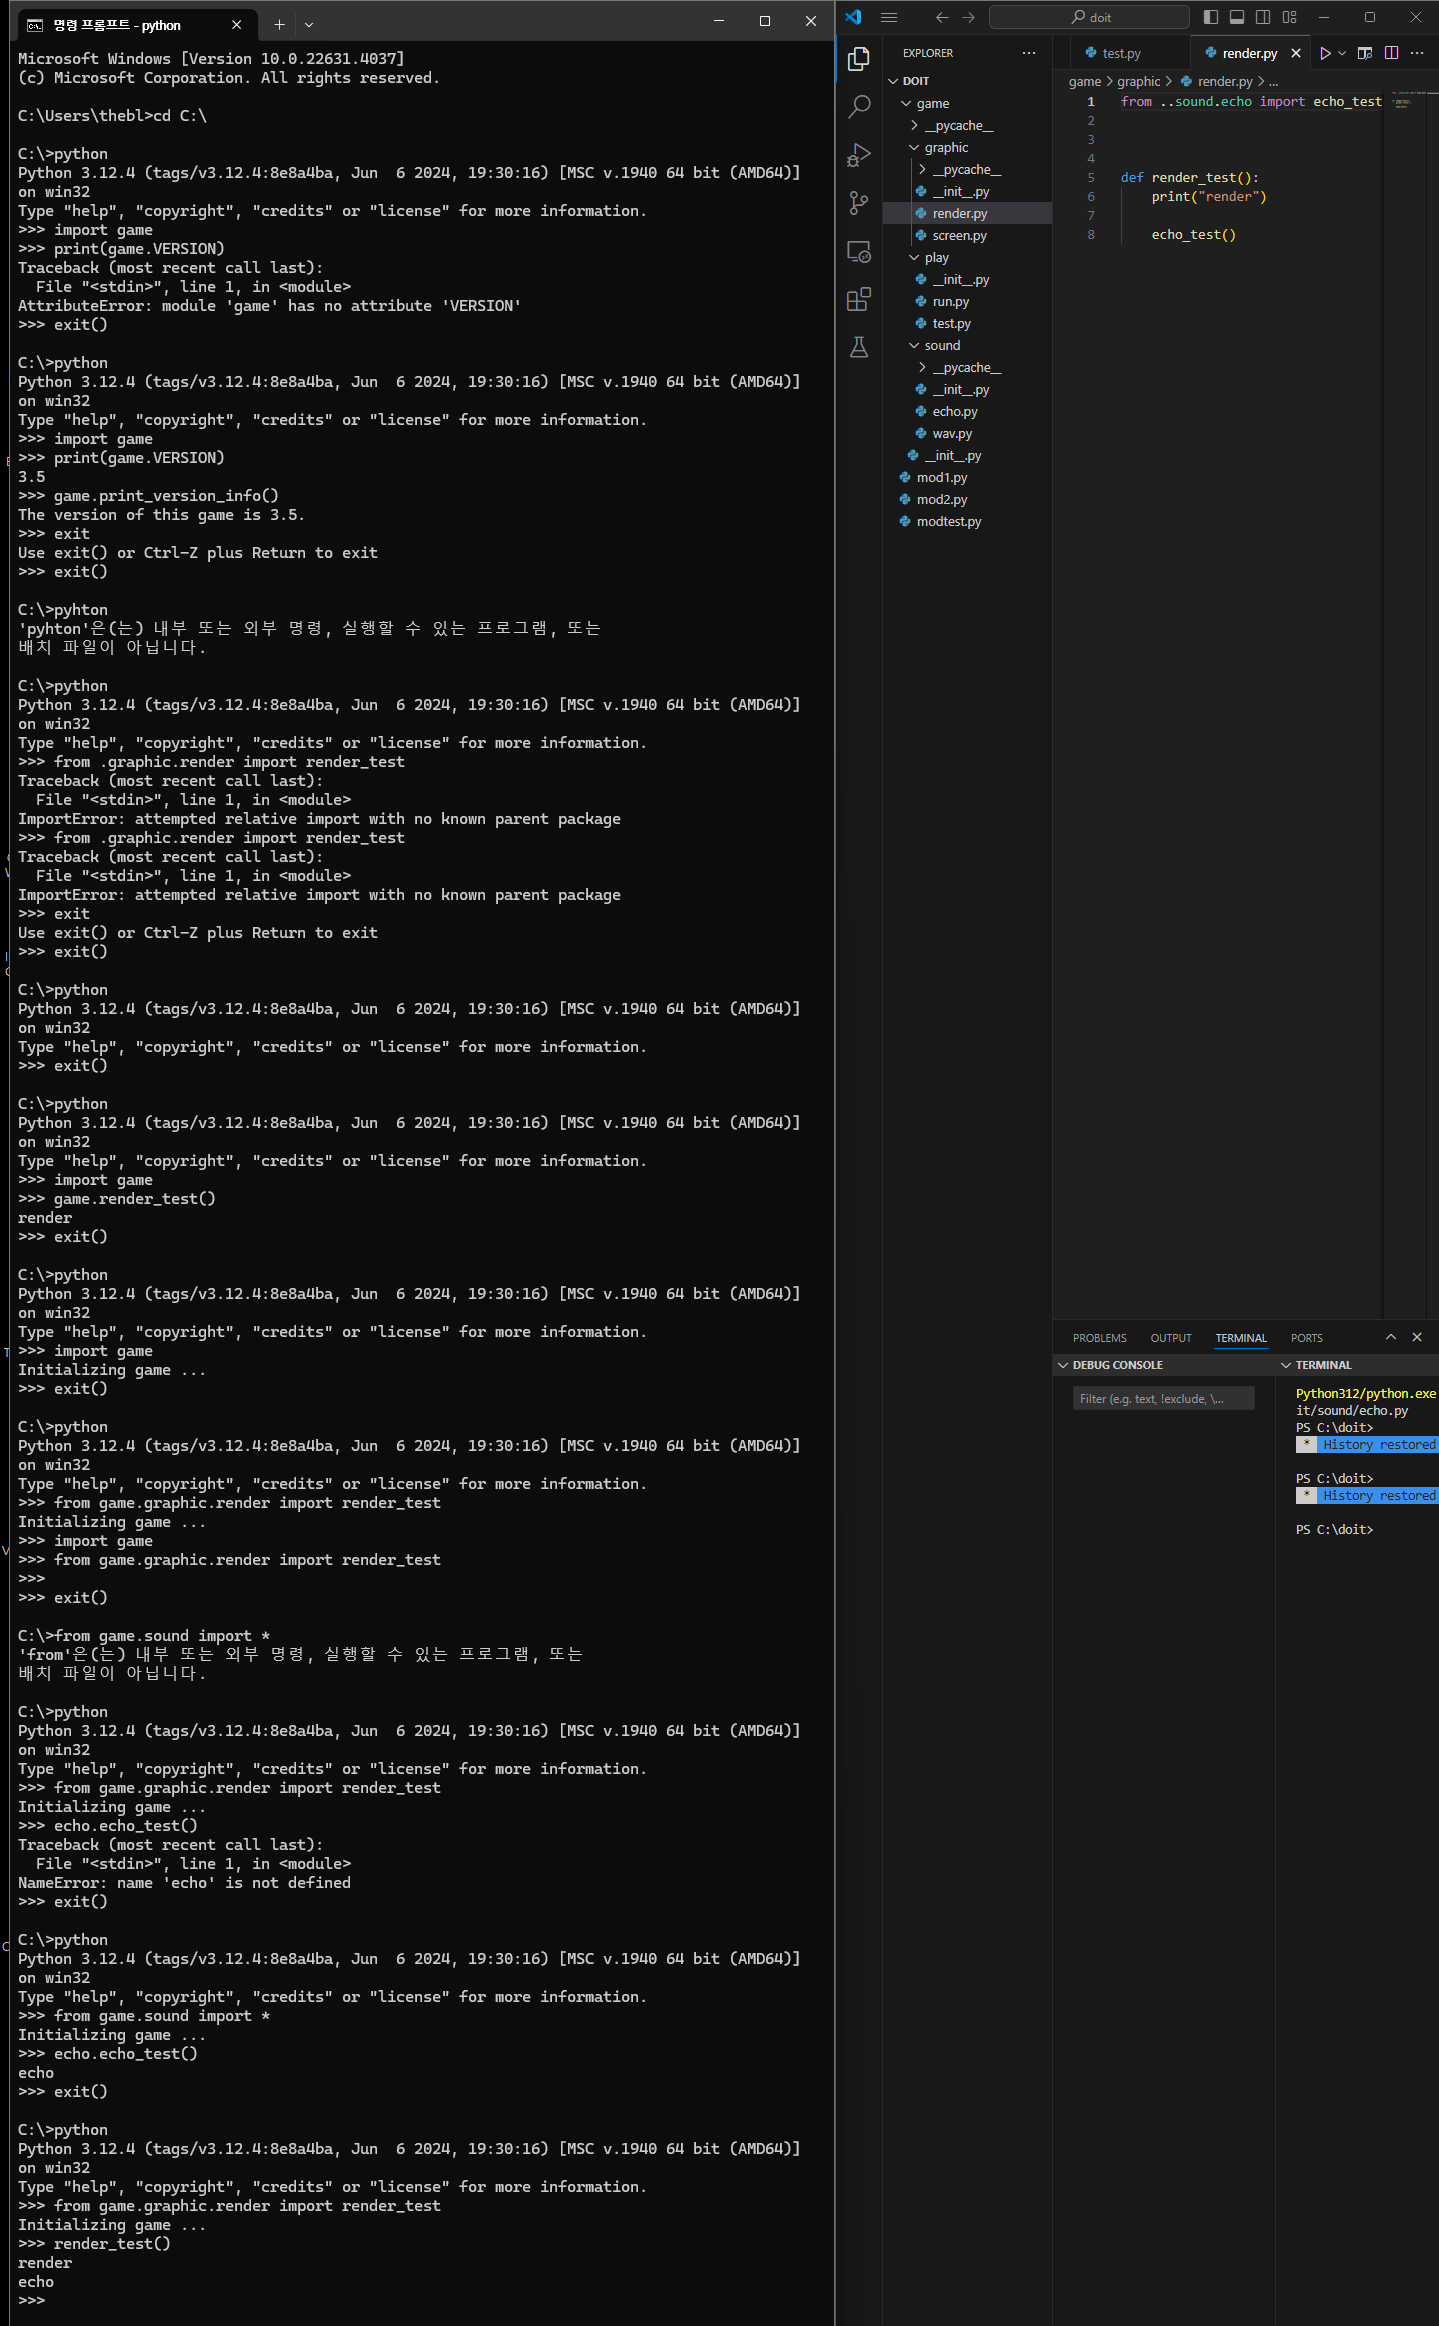 명령 프롬프트 - python
Microsoft Windows [Version 10.0.22631.4037]
(c) Microsoft Corporation. All rights reserved.
C:\Users\thebl>cd C:\
C:\>python
Python 3.12.4 (tags/v3.12.4:8e8a4ba, Jun  6 2024, 19:30:16) [MSC v.1940 64 bit (AMD64)]
on win32
Type "help", "copyright", "credits" or "license" for more information.
>>> import game
>>> print(game.VERSION)
Traceback (most recent call last):
  File "<stdin>", line 1, in <module>
AttributeError: module 'game' has no attribute 'VERSION'
>>> exit()
C:\>python
Python 3.12.4 (tags/v3.12.4:8e8a4ba, Jun  6 2024, 19:30:16) [MSC v.1940 64 bit (AMD64)]
on win32
Type "help", "copyright", "credits" or "license" for more information.
>>> import game
>>> print(game.VERSION)
3.5
>>> game.print_version_info()
The version of this game is 3.5.
>>> exit
Use exit() or Ctrl-Z plus Return to exit
>>> exit()
C:\>pyhton
'pyhton'은(는) 내부 또는 외부 명령, 실행할 수 있는 프로그램, 또는
배치 파일이 아닙니다.
C:\>python
Python 3.12.4 (tags/v3.12.4:8e8a4ba, Jun  6 2024, 19:30:16) [MSC v.1940 64 bit (AMD64)]
on win32
Type "help", "copyright", "credits" or "license" for more information.
>>> from .graphic.render import render_test
Traceback (most recent call last):
  File "<stdin>", line 1, in <module>
ImportError: attempted relative import with no known parent package
>>> from .graphic.render import render_test
Traceback (most recent call last):
  File "<stdin>", line 1, in <module>
ImportError: attempted relative import with no known parent package
>>> exit
Use exit() or Ctrl-Z plus Return to exit
>>> exit()
C:\>python
Python 3.12.4 (tags/v3.12.4:8e8a4ba, Jun  6 2024, 19:30:16) [MSC v.1940 64 bit (AMD64)]
on win32
Type "help", "copyright", "credits" or "license" for more information.
>>> exit()
C:\>python
Python 3.12.4 (tags/v3.12.4:8e8a4ba, Jun  6 2024, 19:30:16) [MSC v.1940 64 bit (AMD64)]
on win32
Type "help", "copyright", "credits" or "license" for more information.
>>> import game
>>> game.render_test()
render
>>> exit()
C:\>python
Python 3.12.4 (tags/v3.12.4:8e8a4ba, Jun  6 2024, 19:30:16) [MSC v.1940 64 bit (AMD64)]
on win32
Type "help", "copyright", "credits" or "license" for more information.
>>> import game
Initializing game ...
>>> exit()
C:\>python
Python 3.12.4 (tags/v3.12.4:8e8a4ba, Jun  6 2024, 19:30:16) [MSC v.1940 64 bit (AMD64)]
on win32
Type "help", "copyright", "credits" or "license" for more information.
>>> from game.graphic.render import render_test
Initializing game ...
>>> import game
>>> from game.graphic.render import render_test
>>>
>>> exit()
C:\>from game.sound import *
'from'은(는) 내부 또는 외부 명령, 실행할 수 있는 프로그램, 또는
배치 파일이 아닙니다.
C:\>python
Python 3.12.4 (tags/v3.12.4:8e8a4ba, Jun  6 2024, 19:30:16) [MSC v.1940 64 bit (AMD64)]
on win32
Type "help", "copyright", "credits" or "license" for more information.
>>> from game.graphic.render import render_test
Initializing game ...
>>> echo.echo_test()
Traceback (most recent call last):
  File "<stdin>", line 1, in <module>
NameError: name 'echo' is not defined
>>> exit()
C:\>python
Python 3.12.4 (tags/v3.12.4:8e8a4ba, Jun  6 2024, 19:30:16) [MSC v.1940 64 bit (AMD64)]
on win32
Type "help", "copyright", "credits" or "license" for more information.
>>> from game.sound import *
Initializing game ...
>>> echo.echo_test()
echo
>>> exit()
C:\>python
Python 3.12.4 (tags/v3.12.4:8e8a4ba, Jun  6 2024, 19:30:16) [MSC v.1940 64 bit (AMD64)]
on win32
Type "help", "copyright", "credits" or "license" for more information.
>>> from game.graphic.render import render_test
Initializing game ...
>>> render_test()
render
echo
>>>
doit
EXPLORER
DOIT
game
__pycache__
graphic
__pycache__
__init__.py
render.py
screen.py
play
__init__.py
run.py
test.py
sound
__pycache__
__init__.py
echo.py
wav.py
__init__.py
mod1.py
mod2.py
modtest.py
test.py
render.py
game > graphic > render.py > ...
1 from ..sound.echo import echo_test
2
3
4
5 def render_test():
6     print("render")
7
8     echo_test()
PROBLEMS OUTPUT TERMINAL PORTS
DEBUG CONSOLE
Filter (e.g. text, !exclude, \...
TERMINAL
Python312/python.exe
it/sound/echo.py
PS C:\doit>
* History restored
PS C:\doit>
* History restored
PS C:\doit>